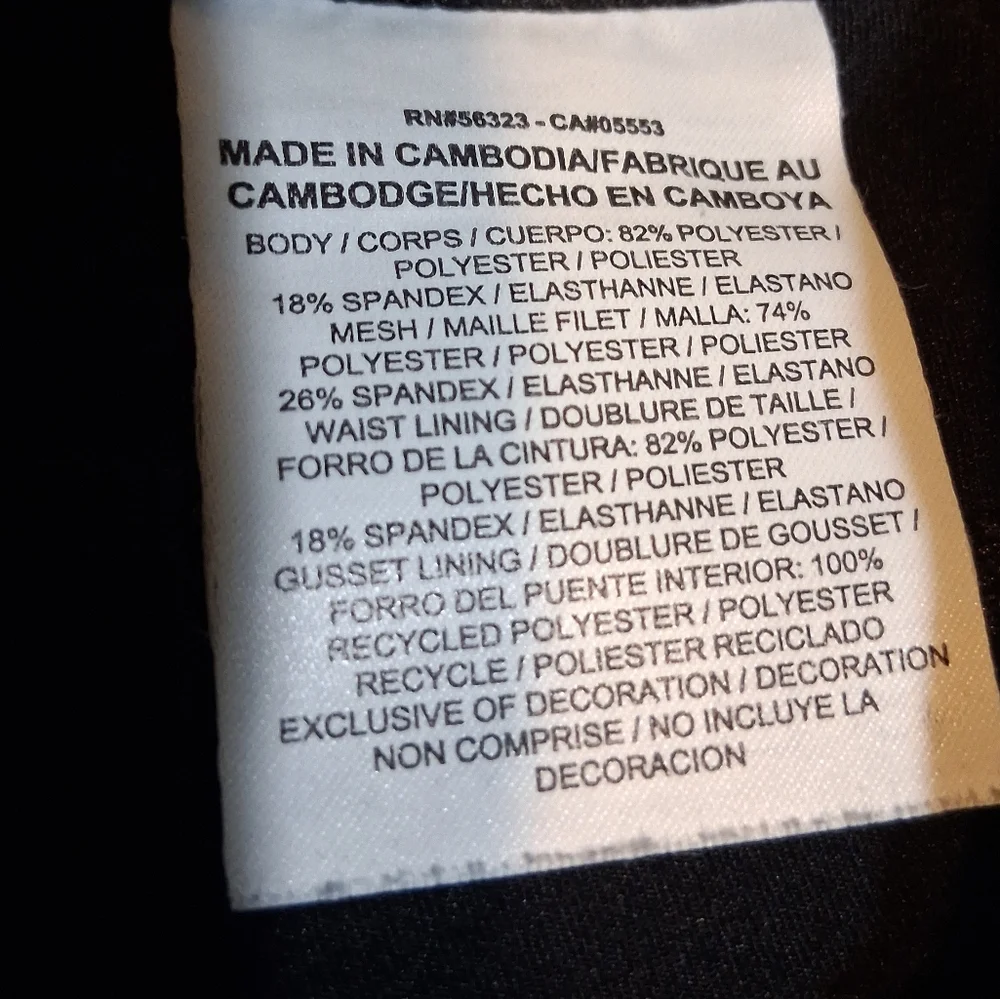 RN#56323 - CA#05553
MADE IN CAMBODIA/FABRIQUE AU
CAMBODGE/HECHO EN CAMBOYA
BODY / CORPS / CUERPO: 82% POLYESTER /
POLYESTER / POLIESTER
18% SPANDEX / ELASTHANNE / ELASTANO
MESH / MAILLE FILET / MALLA: 74%
POLYESTER / POLYESTER / POLIESTER
26% SPANDEX / ELASTHANNE / ELASTANO
WAIST LINING / DOUBLURE DE TAILLE /
FORRO DE LA CINTURA: 82% POLYESTER /
POLYESTER / POLIESTER
18% SPANDEX / ELASTHANNE / ELASTANO
GUSSET LINING / DOUBLURE DE GOUSSET /
FORRO DEL PUENTE INTERIOR: 100%
RECYCLED POLYESTER / POLYESTER
RECYCLE / POLIESTER RECICLADO
EXCLUSIVE OF DECORATION / DECORATION
NON COMPRISE / NO INCLUYE LA
DECORACION